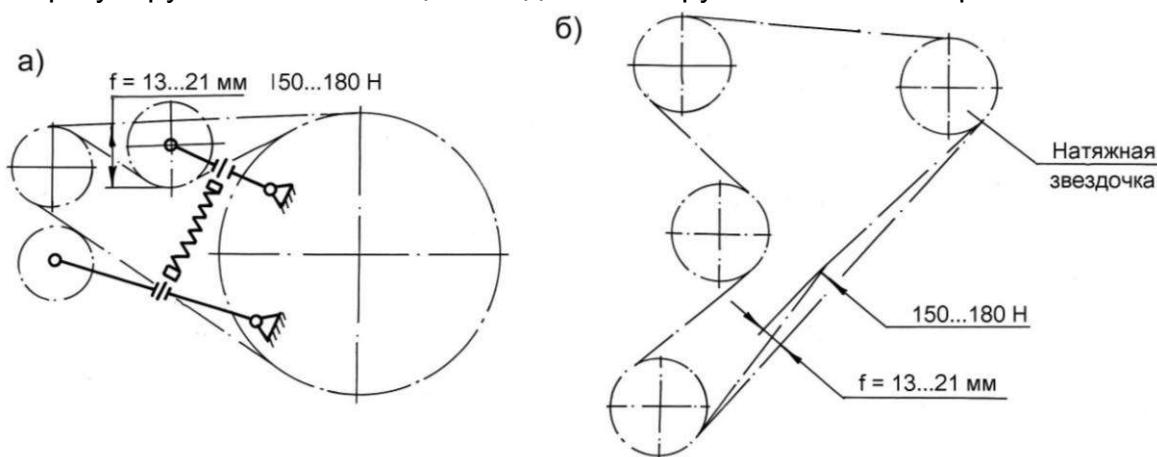 а)
f = 13...21 мм 150...180 Н
б)
Натяжная
звездочка
150...180 Н
f = 13...21 мм